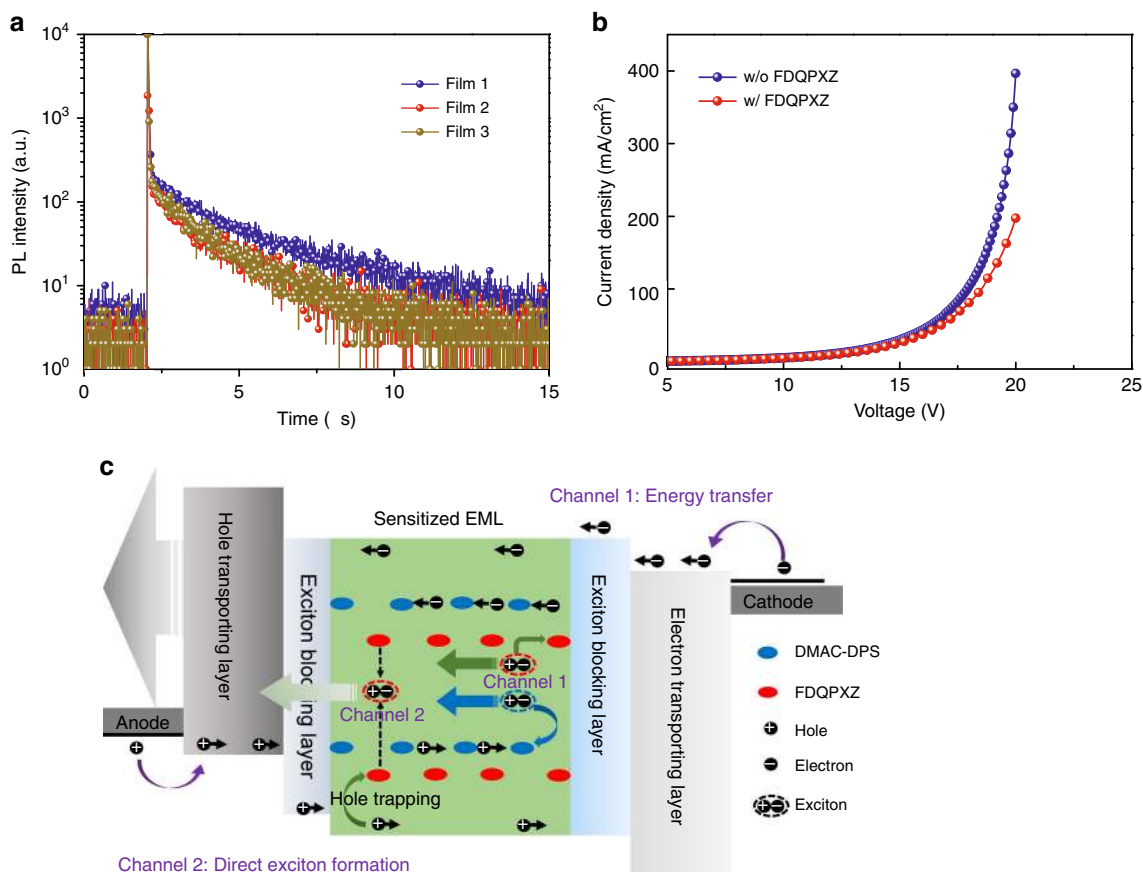 a
PL intensity (a.u.)
10^4
10^3
10^2
10^1
10^0
Film 1
Film 2
Film 3
0
5
10
15
Time ( s)
b
Current density (mA/cm^2)
400
300
200
100
0
w/o FDQPXZ
w/ FDQPXZ
5
10
15
20
25
Voltage (V)
c
Channel 1: Energy transfer
Sensitized EML
Hole transporting layer
Exciton blocking layer
Exciton blocking layer
Electron transporting layer
Cathode
Anode
Channel 1
Channel 2
Hole trapping
DMAC-DPS
FDQPXZ
Hole
Electron
Exciton
Channel 2: Direct exciton formation